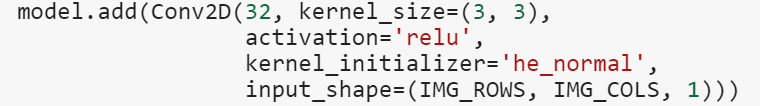 model.add(Conv2D(32, kernel_size=(3, 3),
activation='relu',
kernel_initializer='he_normal',
input_shape=(IMG_ROWS, IMG_COLS, 1)))